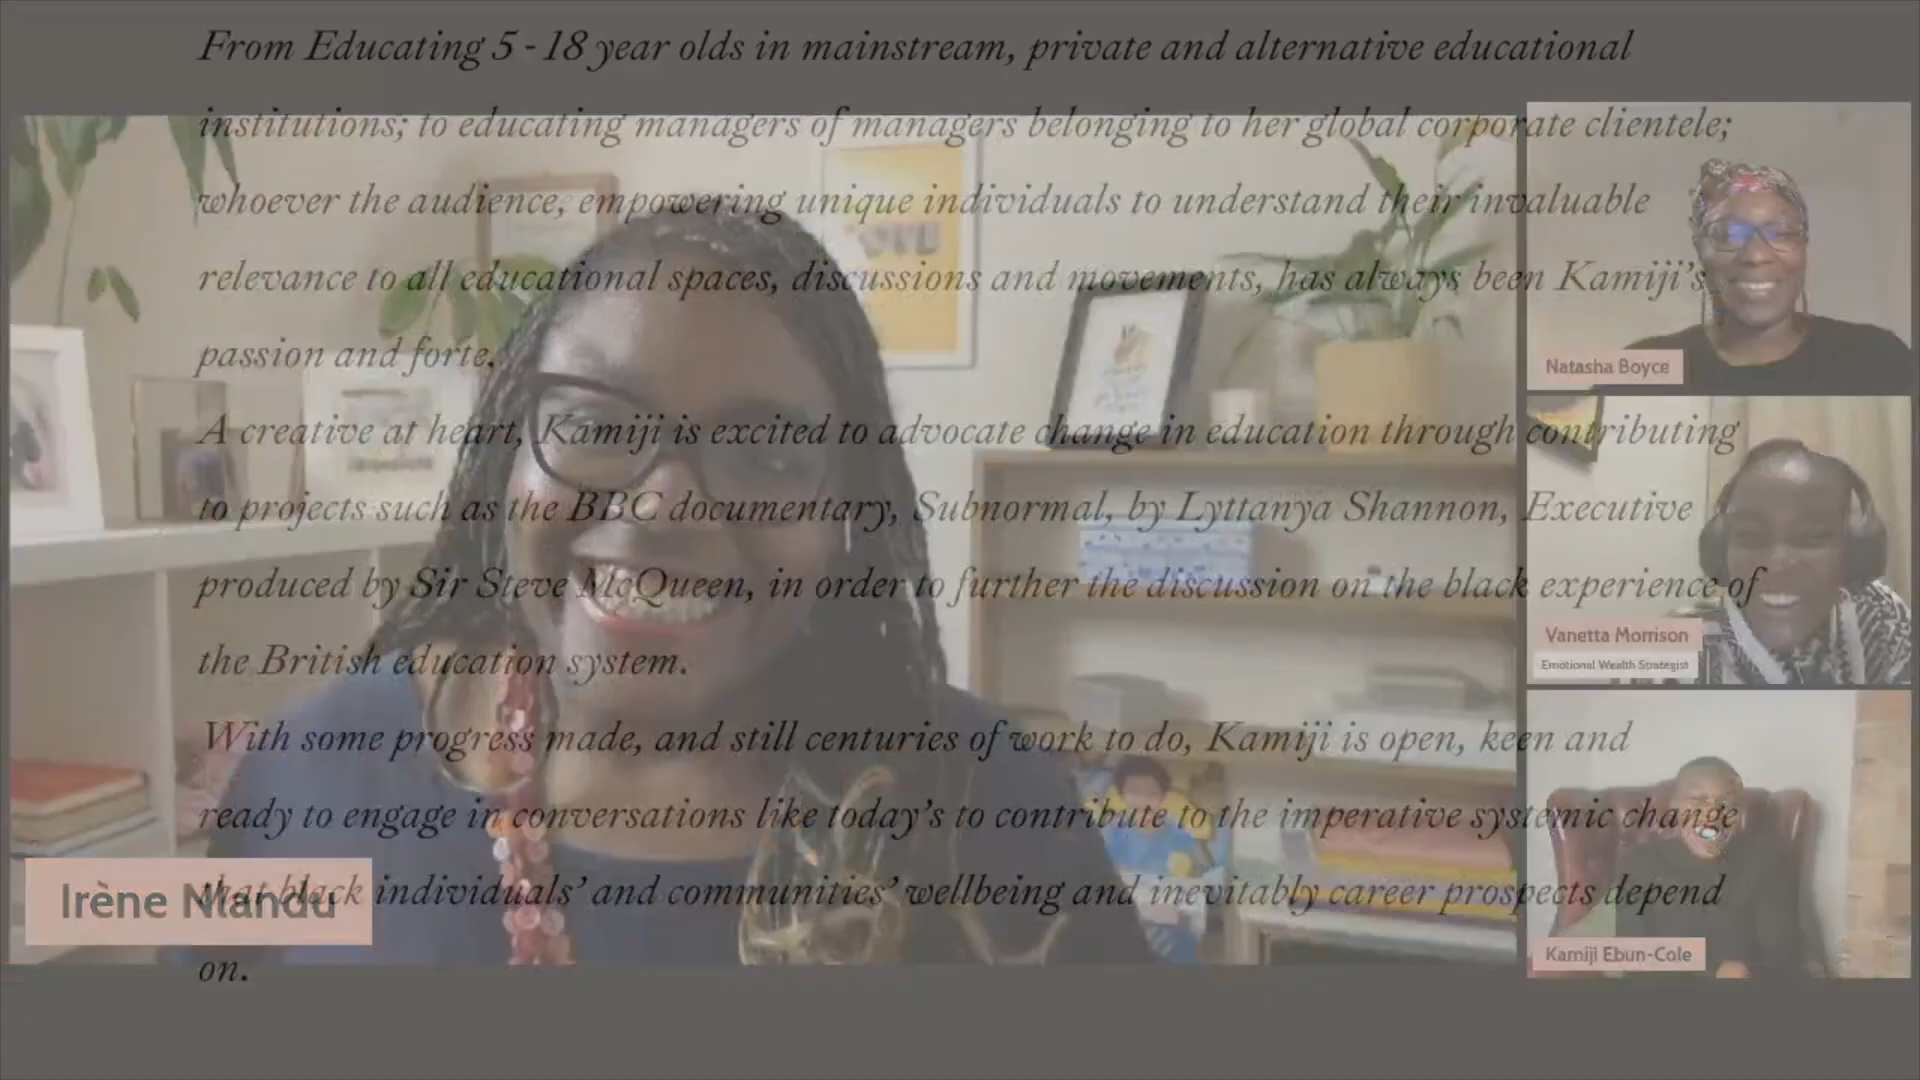 From Educating 5 - 18 year olds in mainstream, private and alternative educational
institutions; to educating managers of managers belonging to her global corporate clientele;
whoever the audience, empowering unique individuals to understand their invaluable
relevance to all educational spaces, discussions and movements, has always been Kamiji's
passion and forte.
A creative at heart, Kamiji is excited to advocate change in education through contributing
to projects such as the BBC documentary, Subnormal, by Lyttanya Shannon, Executive
produced by Sir Steve McQueen, in order to further the discussion on the black experience of
the British education system.
With some progress made, and still centuries of work to do, Kamiji is open, keen and
ready to engage in conversations like today's to contribute to the imperative systemic change
that black individuals' and communities' wellbeing and inevitably career prospects depend
on.
Irène Nlandu
Natasha Boyce
Vanetta Morrison
Emotional Wealth Strategist
Kamiji Ebun-Cole